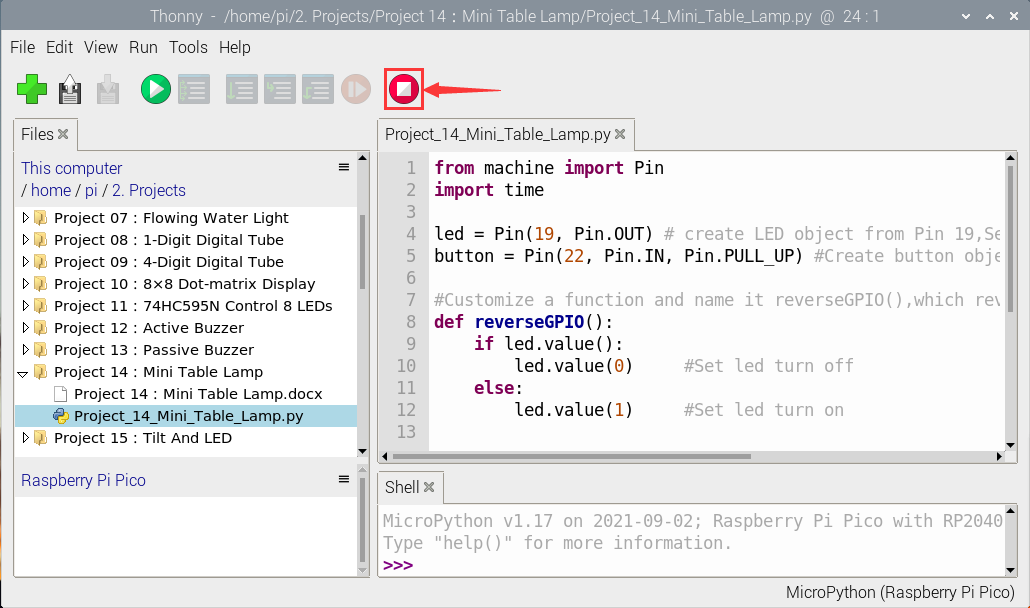 Thonny - /home/pi/2. Projects/Project 14 : Mini Table Lamp/Project_14_Mini_Table_Lamp.py @ 24 : 1
File Edit View Run Tools Help
Files
This computer
/ home / pi / 2. Projects
Project 07 : Flowing Water Light
Project 08 : 1-Digit Digital Tube
Project 09 : 4-Digit Digital Tube
Project 10 : 8×8 Dot-matrix Display
Project 11 : 74HC595N Control 8 LEDs
Project 12 : Active Buzzer
Project 13 : Passive Buzzer
Project 14 : Mini Table Lamp
Project 14 : Mini Table Lamp.docx
Project_14_Mini_Table_Lamp.py
Project 15 : Tilt And LED
Raspberry Pi Pico
Project_14_Mini_Table_Lamp.py
1 from machine import Pin
2 import time
3
4 led = Pin(19, Pin.OUT) # create LED object from Pin 19,Se
5 button = Pin(22, Pin.IN, Pin.PULL_UP) #Create button obje
6
7 #Customize a function and name it reverseGPIO(),which rev
8 def reverseGPIO():
9     if led.value():
10         led.value(0)     #Set led turn off
11     else:
12         led.value(1)     #Set led turn on
13
Shell
MicroPython v1.17 on 2021-09-02; Raspberry Pi Pico with RP2040
Type "help()" for more information.
>>>
MicroPython (Raspberry Pi Pico)